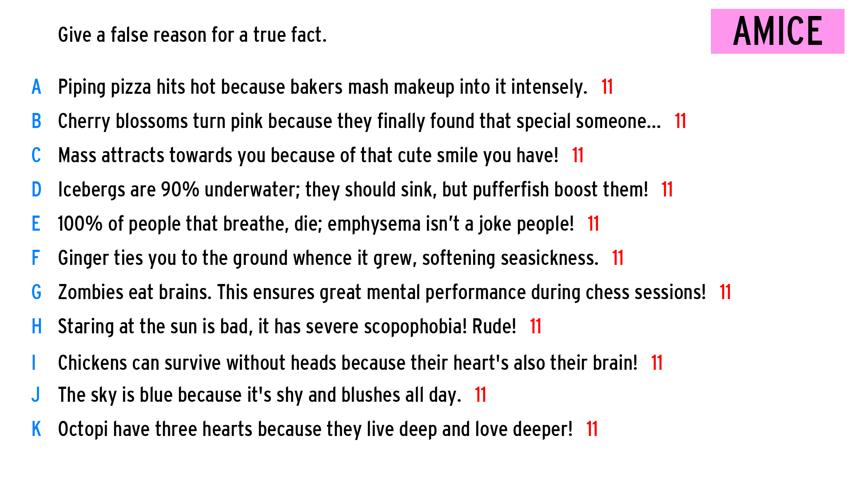 Give a false reason for a true fact.
AMICE
A Piping pizza hits hot because bakers mash makeup into it intensely. 11
B Cherry blossoms turn pink because they finally found that special someone... 11
C Mass attracts towards you because of that cute smile you have! 11
D Icebergs are 90% underwater; they should sink, but pufferfish boost them! 11
E 100% of people that breathe, die; emphysema isn't a joke people! 11
F Ginger ties you to the ground whence it grew, softening seasickness. 11
G Zombies eat brains. This ensures great mental performance during chess sessions! 11
H Staring at the sun is bad, it has severe scopophobia! Rude! 11
I Chickens can survive without heads because their heart's also their brain! 11
J The sky is blue because it's shy and blushes all day. 11
K Octopi have three hearts because they live deep and love deeper! 11